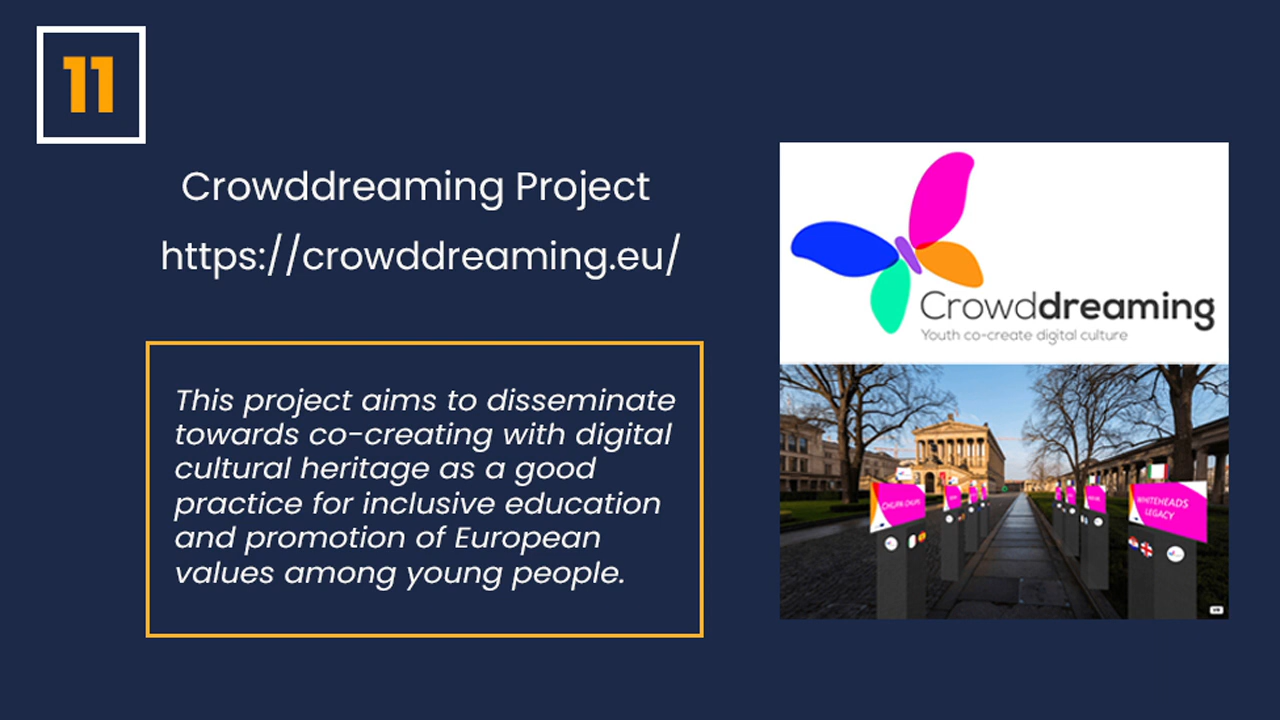 11
Crowddreaming Project
https://crowddreaming.eu/
This project aims to disseminate
towards co-creating with digital
cultural heritage as a good
practice for inclusive education
and promotion of European
values among young people.
Crowddreaming
Youth co-create digital culture
CHUPA CHUPS
WHITEHEADS
LEGACY